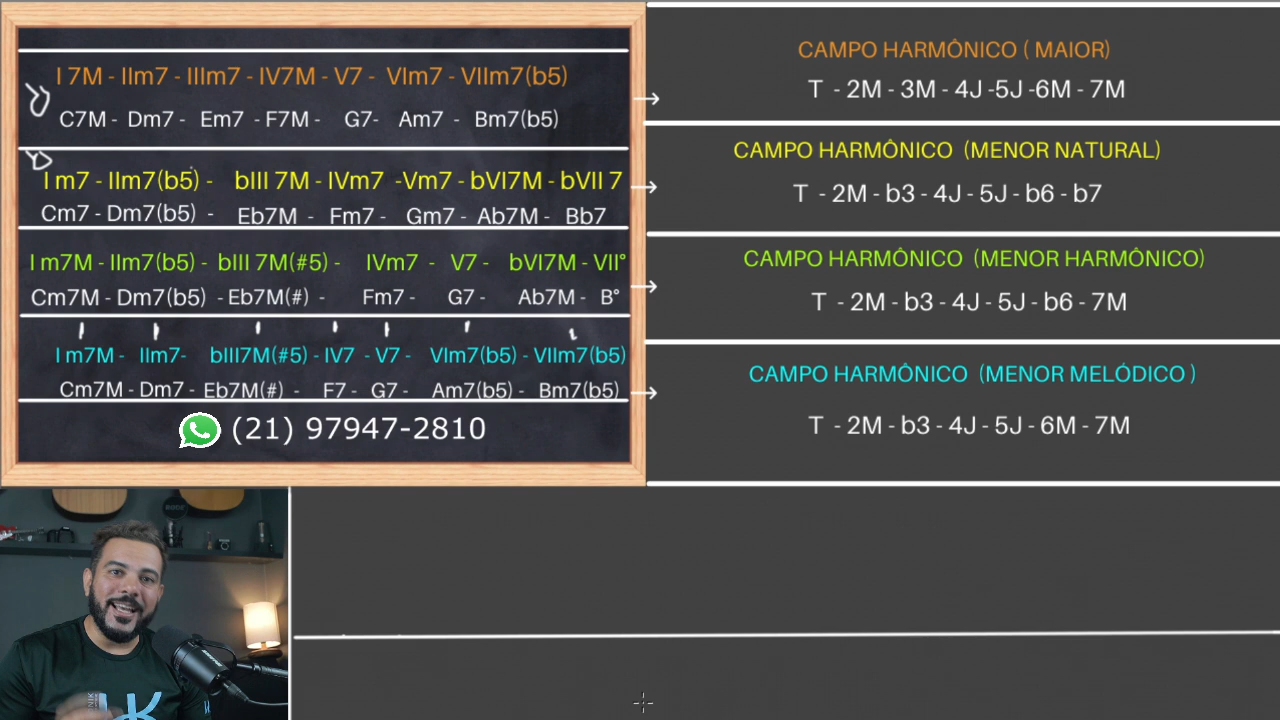 I 7M - IIm7 - IIIm7 - IV7M - V7 - VIm7 - VIIm7(b5)
C7M - Dm7 - Em7 - F7M - G7- Am7 - Bm7(b5)
I m7 - IIm7(b5) - bIII 7M - IVm7 -Vm7 - bVI7M - bVII 7
Cm7 - Dm7(b5) - Eb7M - Fm7 - Gm7 - Ab7M - Bb7
I m7M - IIm7(b5) - bIII 7M(#5) - IVm7 - V7 - bVI7M - VII°
Cm7M - Dm7(b5) - Eb7M(#) - Fm7 - G7 - Ab7M - B°
I m7M - IIm7- bIII7M(#5) - IV7 - V7 - VIm7(b5) - VIIm7(b5)
Cm7M - Dm7 - Eb7M(#) - F7 - G7 - Am7(b5) - Bm7(b5)
(21) 97947-2810
CAMPO HARMÔNICO ( MAIOR)
T - 2M - 3M - 4J -5J -6M - 7M
CAMPO HARMÔNICO (MENOR NATURAL)
T - 2M - b3 - 4J - 5J - b6 - b7
CAMPO HARMÔNICO (MENOR HARMÔNICO)
T - 2M - b3 - 4J - 5J - b6 - 7M
CAMPO HARMÔNICO (MENOR MELÓDICO )
T - 2M - b3 - 4J - 5J - 6M - 7M